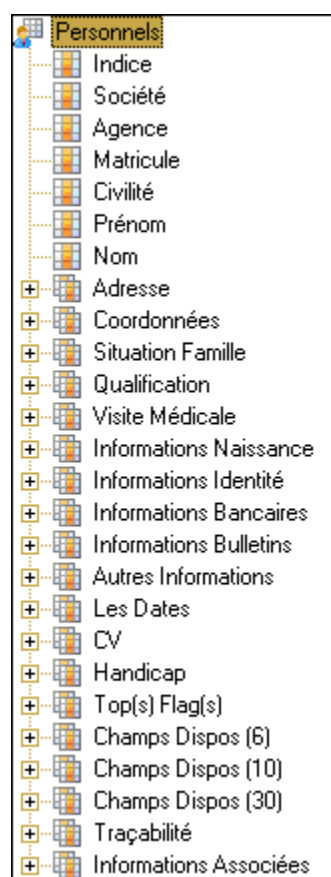 Personnels
Indice
Société
Agence
Matricule
Civilité
Prénom
Nom
Adresse
Coordonnées
Situation Famille
Qualification
Visite Médicale
Informations Naissance
Informations Identité
Informations Bancaires
Informations Bulletins
Autres Informations
Les Dates
CV
Handicap
Top(s) Flag(s)
Champs Dispos (6)
Champs Dispos (10)
Champs Dispos (30)
Traçabilité
Informations Associées